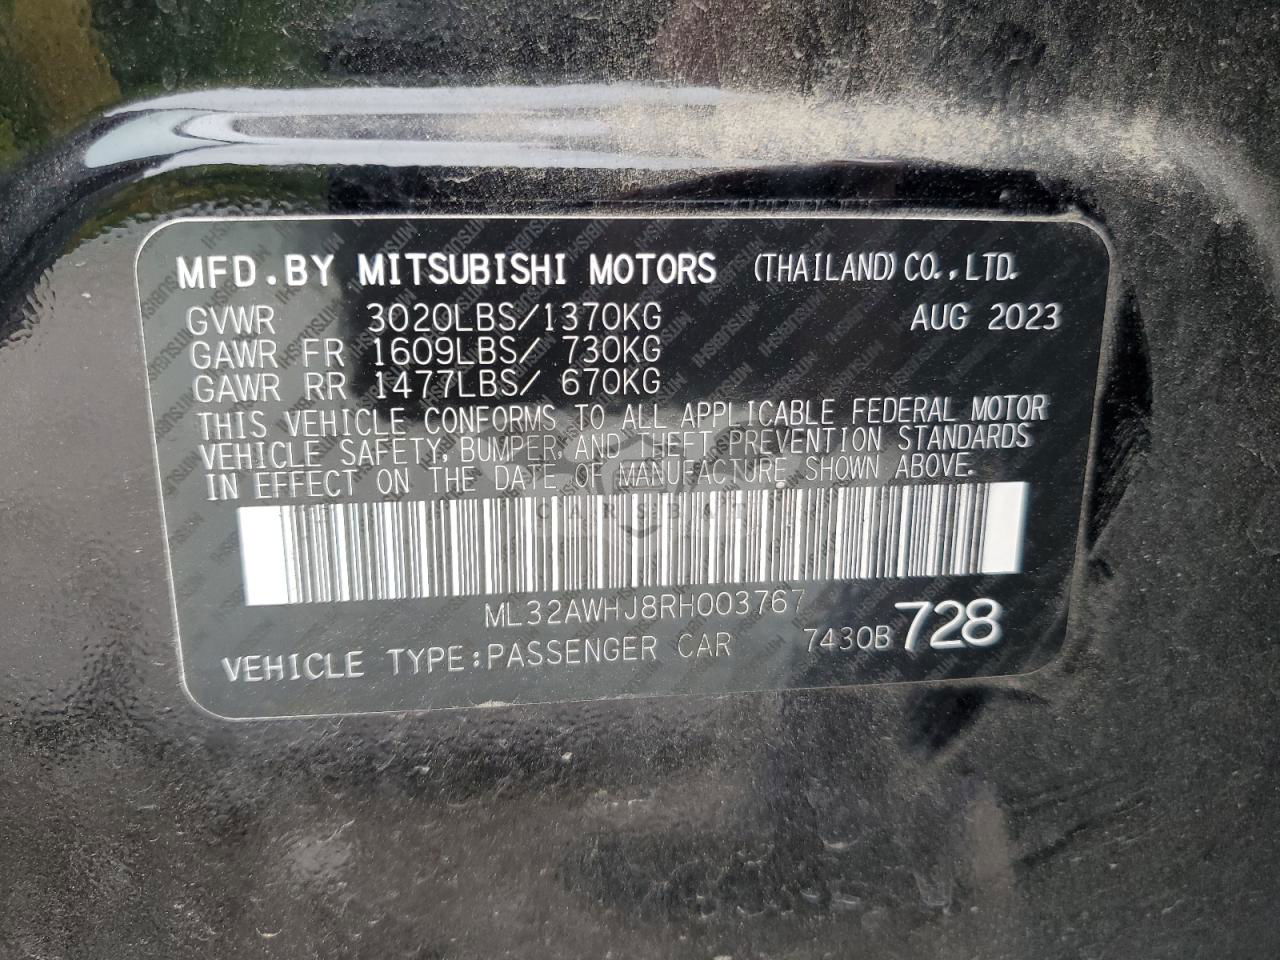 MFD.BY MITSUBISHI MOTORS (THAILAND) CO.,LTD.
GVWR 3020LBS/1370KG AUG 2023
GAWR FR 1609LBS/ 730KG
GAWR RR 1477LBS/ 670KG
THIS VEHICLE CONFORMS TO ALL APPLICABLE FEDERAL MOTOR
VEHICLE SAFETY, BUMPER, AND THEFT PREVENTION STANDARDS
IN EFFECT ON THE DATE OF MANUFACTURE SHOWN ABOVE.
ML32AWHJ8RH003767
VEHICLE TYPE:PASSENGER CAR 7430B 728